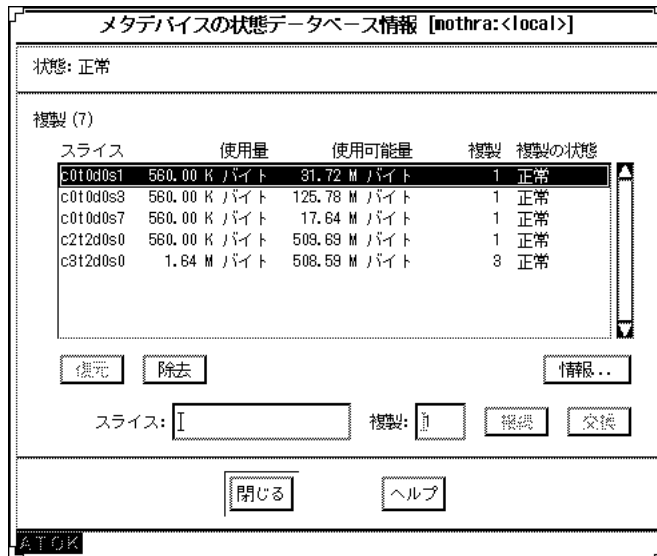 メタデバイスの状態データベース情報 [mothra:<local>]
状態: 正常
複製 (7)
スライス 使用量 使用可能量 複製 複製の状態
c0t0d0s1 560.00 K バイト 31.72 M バイト 1 正常
c0t0d0s3 560.00 K バイト 125.78 M バイト 1 正常
c0t0d0s7 560.00 K バイト 17.64 M バイト 1 正常
c2t2d0s0 560.00 K バイト 509.69 M バイト 1 正常
c3t2d0s0 1.64 M バイト 508.59 M バイト 3 正常
復元 除去 情報...
スライス: 複製: 1 接続 交換
閉じる ヘルプ
ATOK